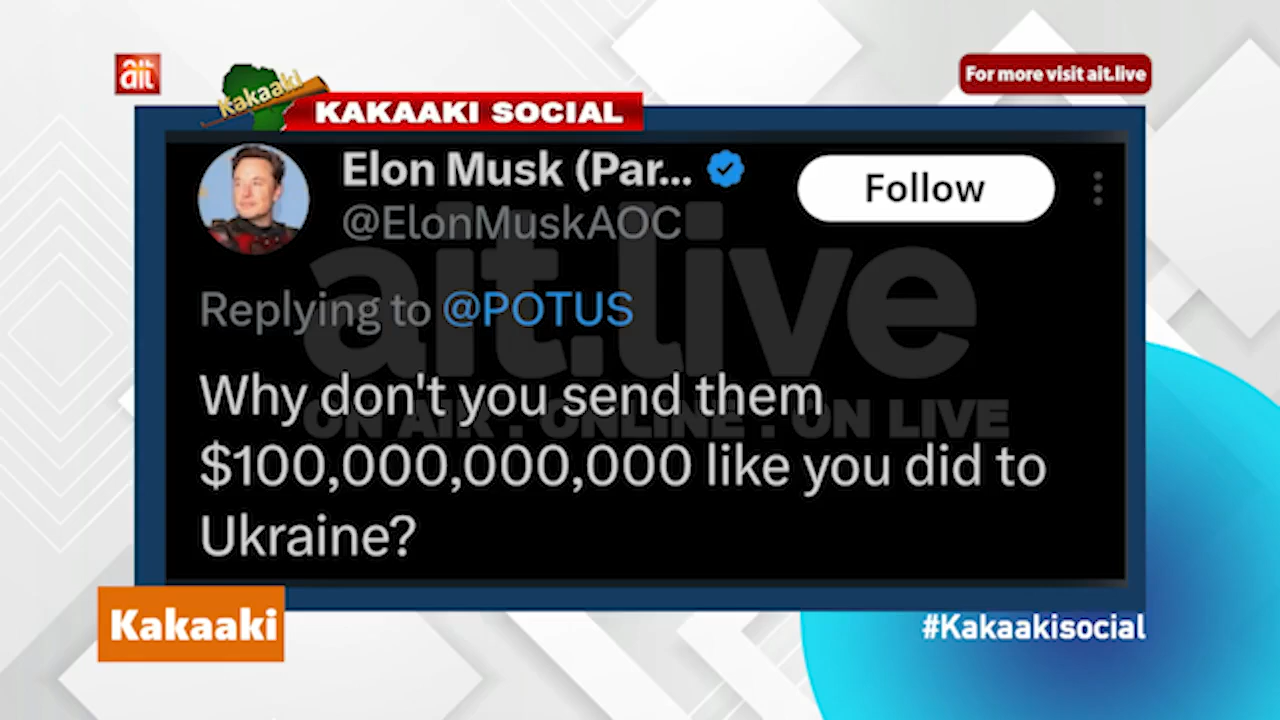 ait
Kakaaki
KAKAAKI SOCIAL
For more visit ait.live
Elon Musk (Par...
@ElonMuskAOC
Follow
Replying to @POTUS
ait.live
Why don't you send them
ON AIR . ONLINE . ON LIVE
$100,000,000,000 like you did to
Ukraine?
Kakaaki
#Kakaakisocial